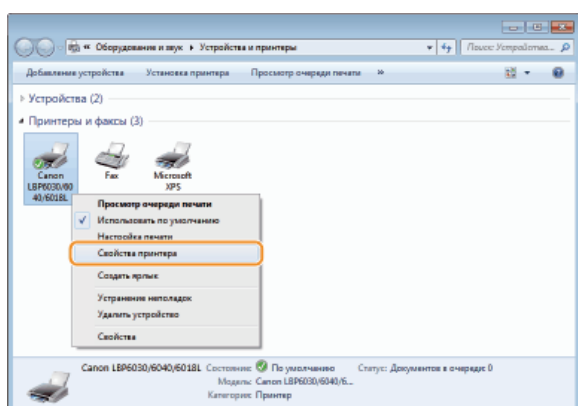 « Оборудование и звук ▸ Устройства и принтеры
Поиск: Устройства...
Добавление устройства Установка принтера Просмотр очереди печати »
Устройства (2)
Принтеры и факсы (3)
Canon LBP6030/60 40/6018L
Fax
Microsoft XPS
Просмотр очереди печати
Использовать по умолчанию
Настройка печати
Свойства принтера
Создать ярлык
Устранение неполадок
Удалить устройство
Свойства
Canon LBP6030/6040/6018L Состояние: По умолчанию Статус: Документов в очереди: 0
Модель: Canon LBP6030/6040/6...
Категория: Принтер